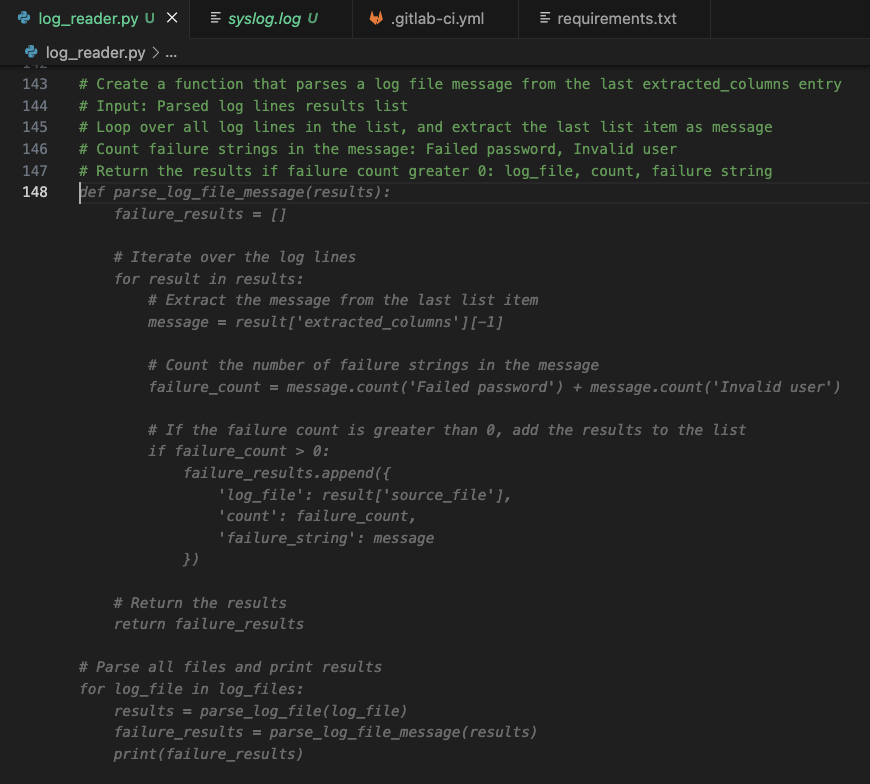 log_reader.py U
syslog.log U
.gitlab-ci.yml
requirements.txt
log_reader.py > ...
143 # Create a function that parses a log file message from the last extracted_columns entry
144 # Input: Parsed log lines results list
145 # Loop over all log lines in the list, and extract the last list item as message
146 # Count failure strings in the message: Failed password, Invalid user
147 # Return the results if failure count greater 0: log_file, count, failure string
148 def parse_log_file_message(results):
    failure_results = []

    # Iterate over the log lines
    for result in results:
        # Extract the message from the last list item
        message = result['extracted_columns'][-1]

        # Count the number of failure strings in the message
        failure_count = message.count('Failed password') + message.count('Invalid user')

        # If the failure count is greater than 0, add the results to the list
        if failure_count > 0:
            failure_results.append({
                'log_file': result['source_file'],
                'count': failure_count,
                'failure_string': message
            })

    # Return the results
    return failure_results

# Parse all files and print results
for log_file in log_files:
    results = parse_log_file(log_file)
    failure_results = parse_log_file_message(results)
    print(failure_results)